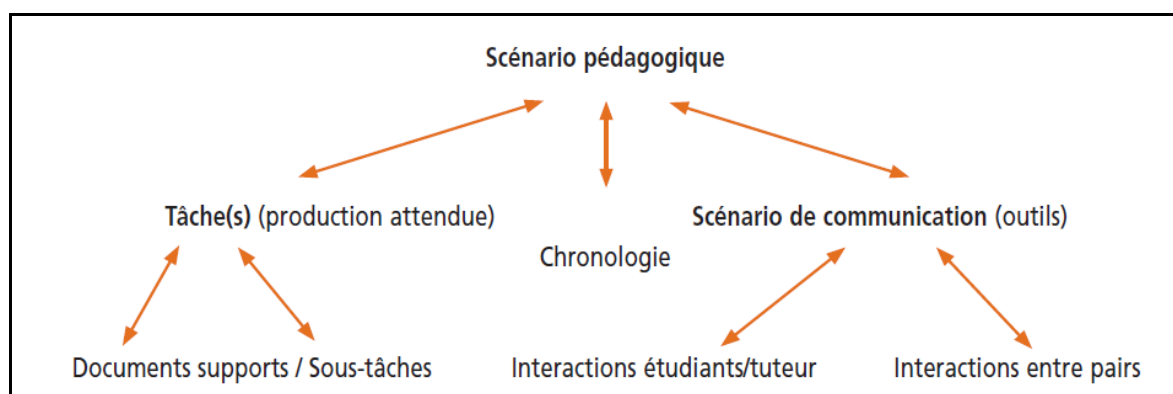 Scénario pédagogique
Tâche(s) (production attendue)
Scénario de communication (outils)
Chronologie
Documents supports / Sous-tâches
Interactions étudiants/tuteur
Interactions entre pairs